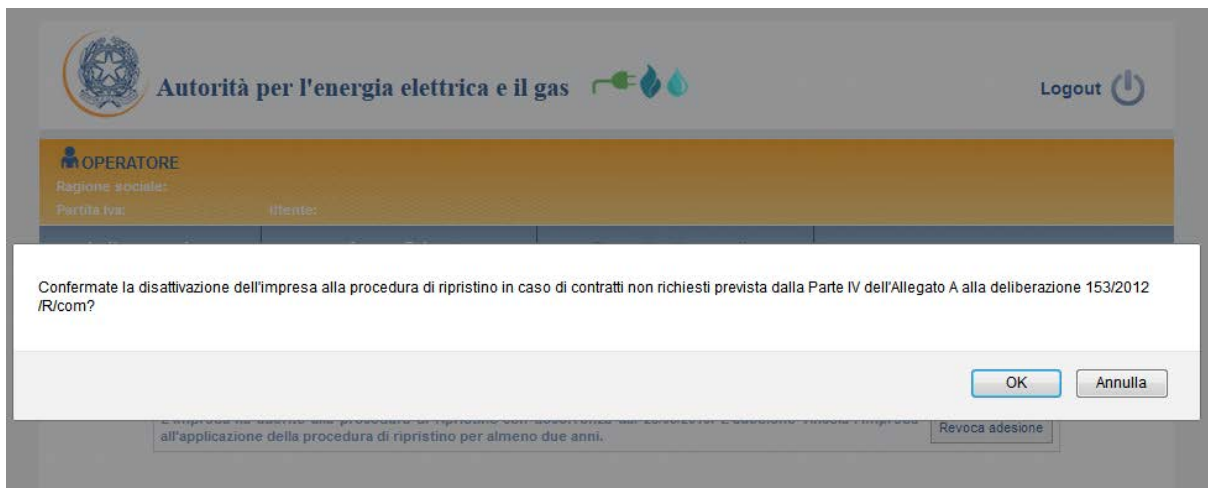 Autorità per l'energia elettrica e il gas
Logout
OPERATORE
Ragione sociale:
Partita Iva: Utente:
Confermate la disattivazione dell'impresa alla procedura di ripristino in caso di contratti non richiesti prevista dalla Parte IV dell'Allegato A alla deliberazione 153/2012
/R/com?
OK Annulla
all'applicazione della procedura di ripristino per almeno due anni.
Revoca adesione